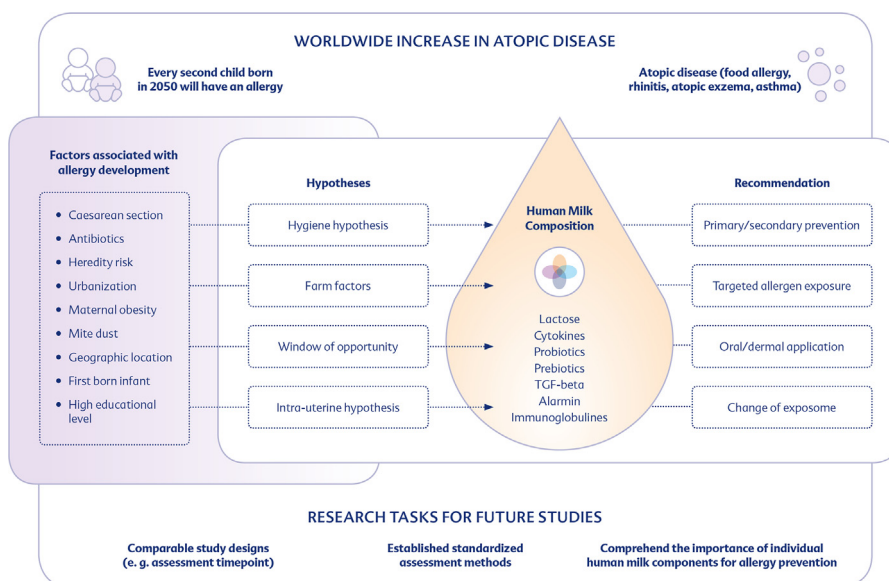 WORLDWIDE INCREASE IN ATOPIC DISEASE
Every second child born
in 2050 will have an allergy
Atopic disease (food allergy,
rhinitis, atopic exzema, asthma)
Factors associated with
allergy development
• Caesarean section
• Antibiotics
• Heredity risk
• Urbanization
• Maternal obesity
• Mite dust
• Geographic location
• First born infant
• High educational
level
Hypotheses
Hygiene hypothesis
Farm factors
Window of opportunity
Intra-uterine hypothesis
Human Milk
Composition
Lactose
Cytokines
Probiotics
Prebiotics
TGF-beta
Alarmin
Immunoglobulines
Recommendation
Primary/secondary prevention
Targeted allergen exposure
Oral/dermal application
Change of exposome
RESEARCH TASKS FOR FUTURE STUDIES
Comparable study designs
(e. g. assessment timepoint)
Established standardized
assessment methods
Comprehend the importance of individual
human milk components for allergy prevention